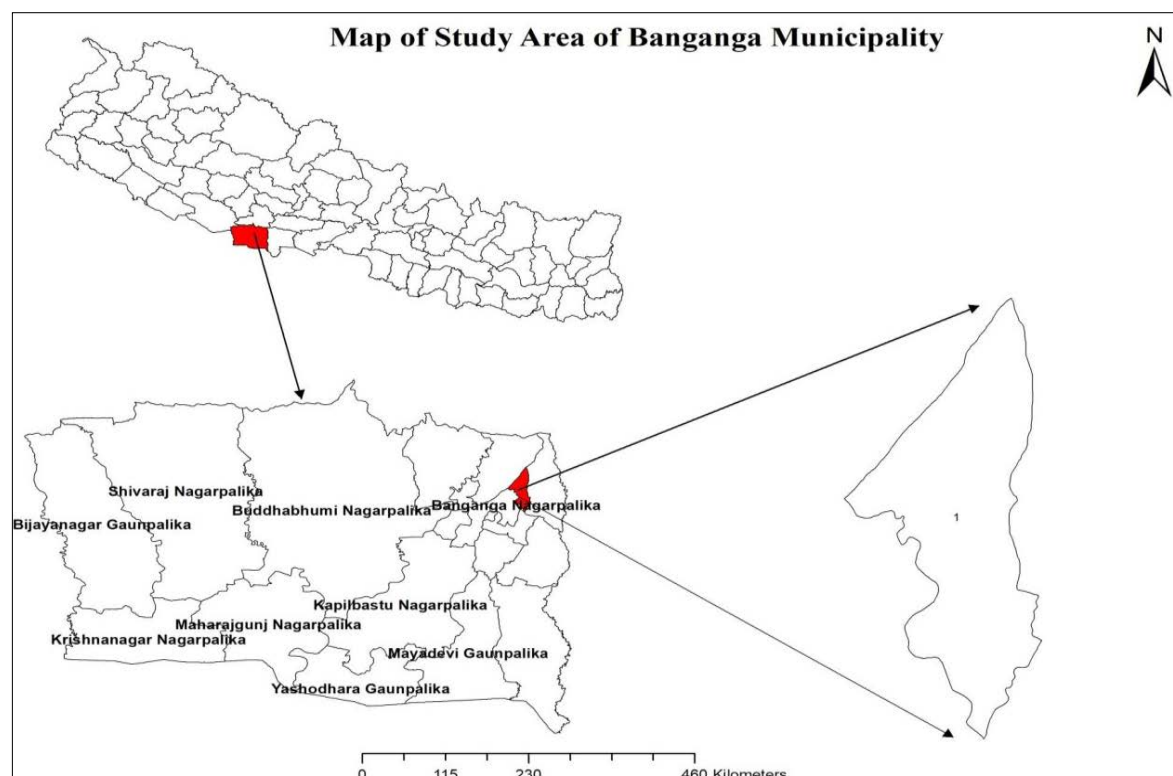 Map of Study Area of Banganga Municipality
N
Shivaraj Nagarpalika
Bijayanagar Gaunpalika
Buddhabhumi Nagarpalika
Banganga Nagarpalika
1
Kapilbastu Nagarpalika
Maharajgunj Nagarpalika
Krishnanagar Nagarpalika
Mayadevi Gaunpalika
Yashodhara Gaunpalika
0 115 230 460 Kilometers